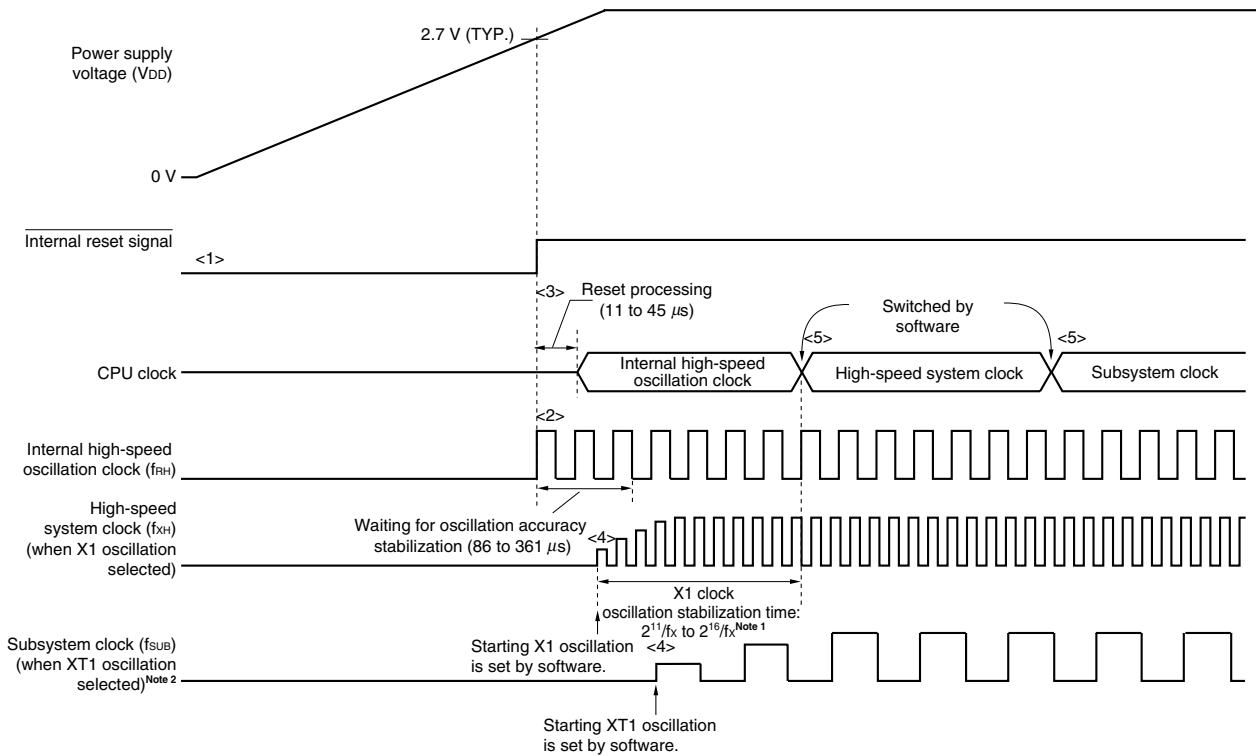 2.7 V (TYP.)
Power supply
voltage (VDD)
0 V
Internal reset signal
<1>
<3>
Reset processing
(11 to 45 μs)
Switched by
software
<5>
<5>
CPU clock
Internal high-speed
oscillation clock
High-speed system clock
Subsystem clock
<2>
Internal high-speed
oscillation clock (fRH)
High-speed
system clock (fXH)
(when X1 oscillation
selected)
Waiting for oscillation accuracy
stabilization (86 to 361 μs)
<4>
X1 clock
oscillation stabilization time:
2^11/fX to 2^16/fX Note 1
Starting X1 oscillation
is set by software.
<4>
Subsystem clock (fSUB)
(when XT1 oscillation
selected) Note 2
Starting XT1 oscillation
is set by software.